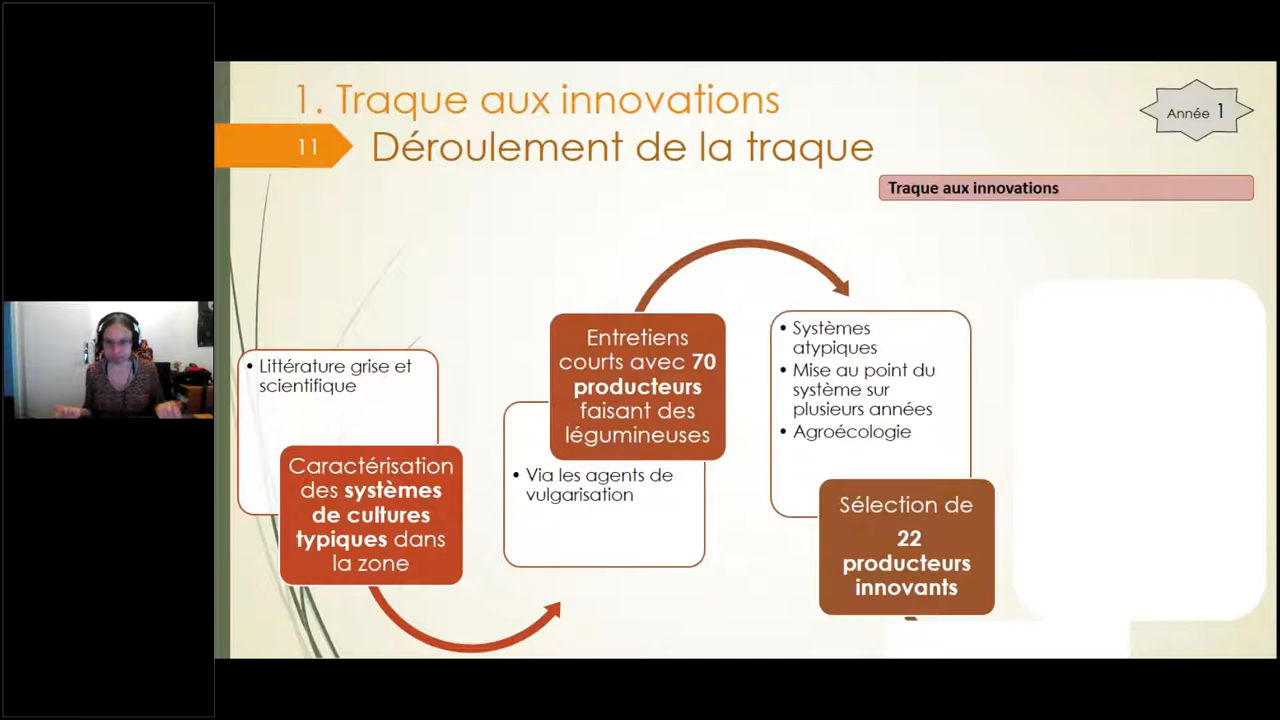 1. Traque aux innovations
Année 1
11
Déroulement de la traque
Traque aux innovations
• Littérature grise et
scientifique
Caractérisation
des systèmes
de cultures
typiques dans
la zone
Entretiens
courts avec 70
producteurs
faisant des
légumineuses
• Via les agents de
vulgarisation
• Systèmes
atypiques
• Mise au point du
système sur
plusieurs années
• Agroécologie
Sélection de
22
producteurs
innovants